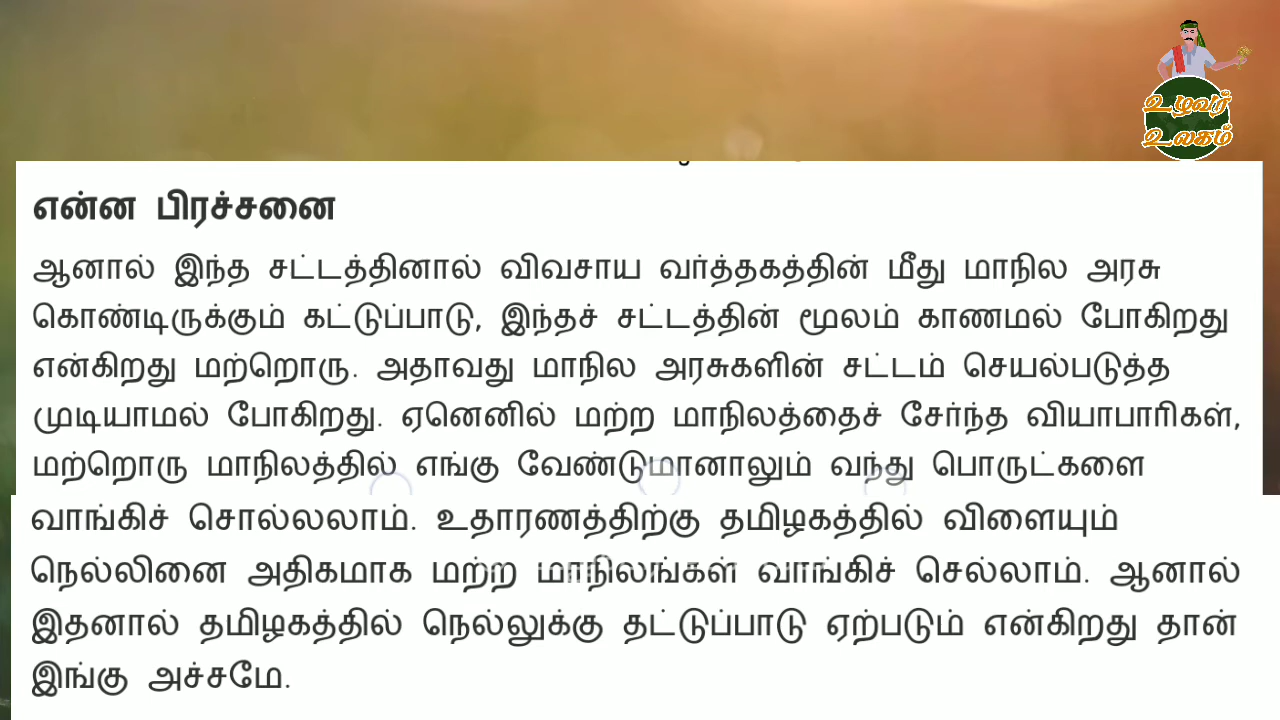 உழவர்
உலகம்
என்ன பிரச்சனை
ஆனால் இந்த சட்டத்தினால் விவசாய வர்த்தகத்தின் மீது மாநில அரசு
கொண்டிருக்கும் கட்டுப்பாடு, இந்தச் சட்டத்தின் மூலம் காணமல் போகிறது
என்கிறது மற்றொரு. அதாவது மாநில அரசுகளின் சட்டம் செயல்படுத்த
முடியாமல் போகிறது. ஏனெனில் மற்ற மாநிலத்தைச் சேர்ந்த வியாபாரிகள்,
மற்றொரு மாநிலத்தில் எங்கு வேண்டுமானாலும் வந்து பொருட்களை
வாங்கிச் சொல்லலாம். உதாரணத்திற்கு தமிழகத்தில் விளையும்
நெல்லினை அதிகமாக மற்ற மாநிலங்கள் வாங்கிச் செல்லாம். ஆனால்
இதனால் தமிழகத்தில் நெல்லுக்கு தட்டுப்பாடு ஏற்படும் என்கிறது தான்
இங்கு அச்சமே.